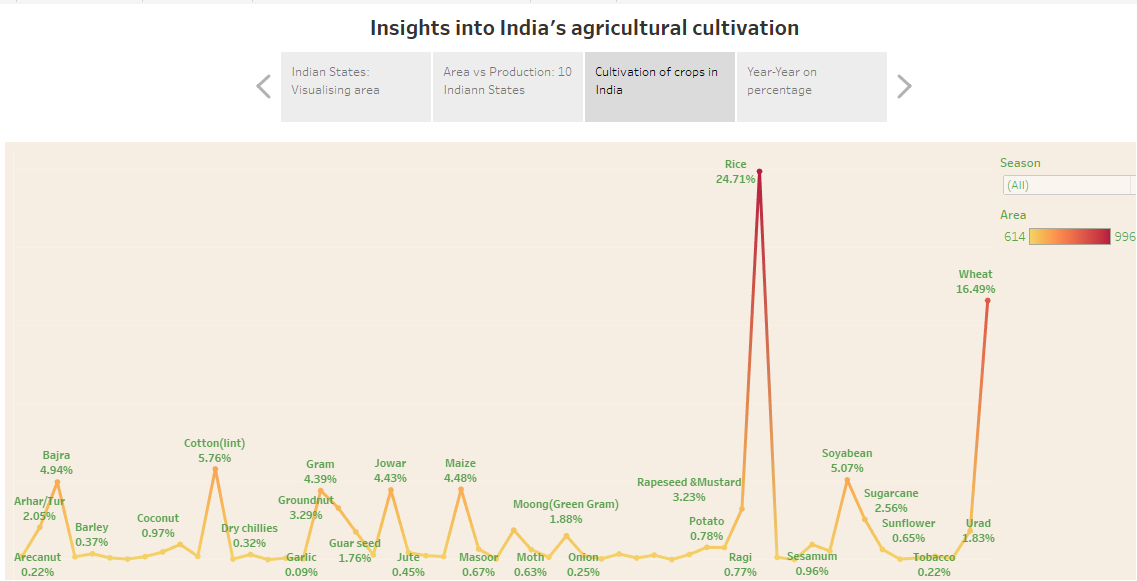 Insights into India's agricultural cultivation
Indian States:
Visualising area
Area vs Production: 10
Indiann States
Cultivation of crops in
India
Year-Year on
percentage
Season
(All)
Area
614
996
Rice
24.71%
Wheat
16.49%
Cotton(lint)
5.76%
Bajra
4.94%
Gram
4.39%
Jowar
4.43%
Maize
4.48%
Soyabean
5.07%
Rapeseed &Mustard
3.23%
Sugarcane
2.56%
Arhar/Tur
2.05%
Groundnut
3.29%
Moong(Green Gram)
1.88%
Coconut
0.97%
Barley
0.37%
Dry chillies
0.32%
Potato
0.78%
Sunflower
0.65%
Urad
1.83%
Guar seed
1.76%
Arecanut
0.22%
Garlic
0.09%
Jute
0.45%
Masoor
0.67%
Moth
0.63%
Onion
0.25%
Ragi
0.77%
Sesamum
0.96%
Tobacco
0.22%